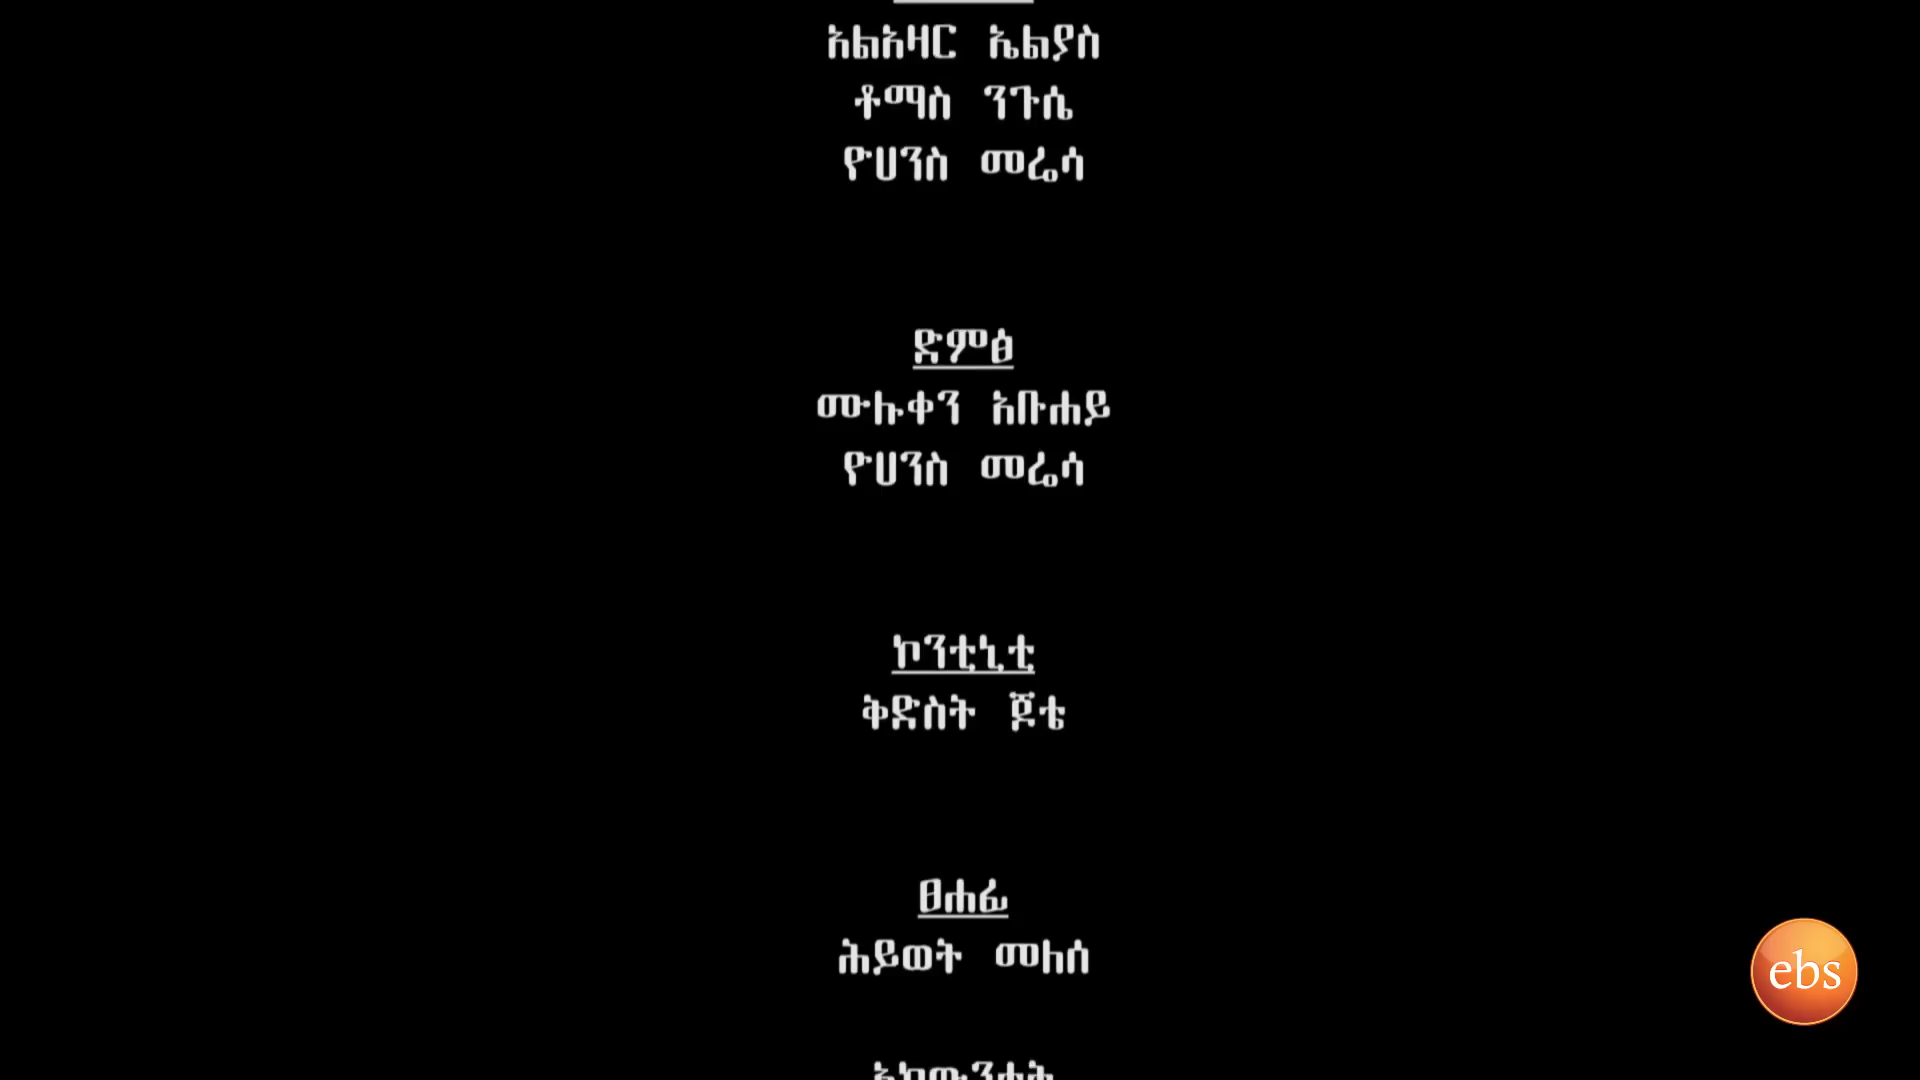 አልአዛር ኤልያስ
ቶማስ ንጉሴ
ዮሀንስ መሬሳ
ድምፅ
ሙሉቀን አቡሐይ
ዮሀንስ መሬሳ
ኮንቲኒቲ
ቅድስት ጆቴ
ፀሐፊ
ሕይወት መለሰ
ebs